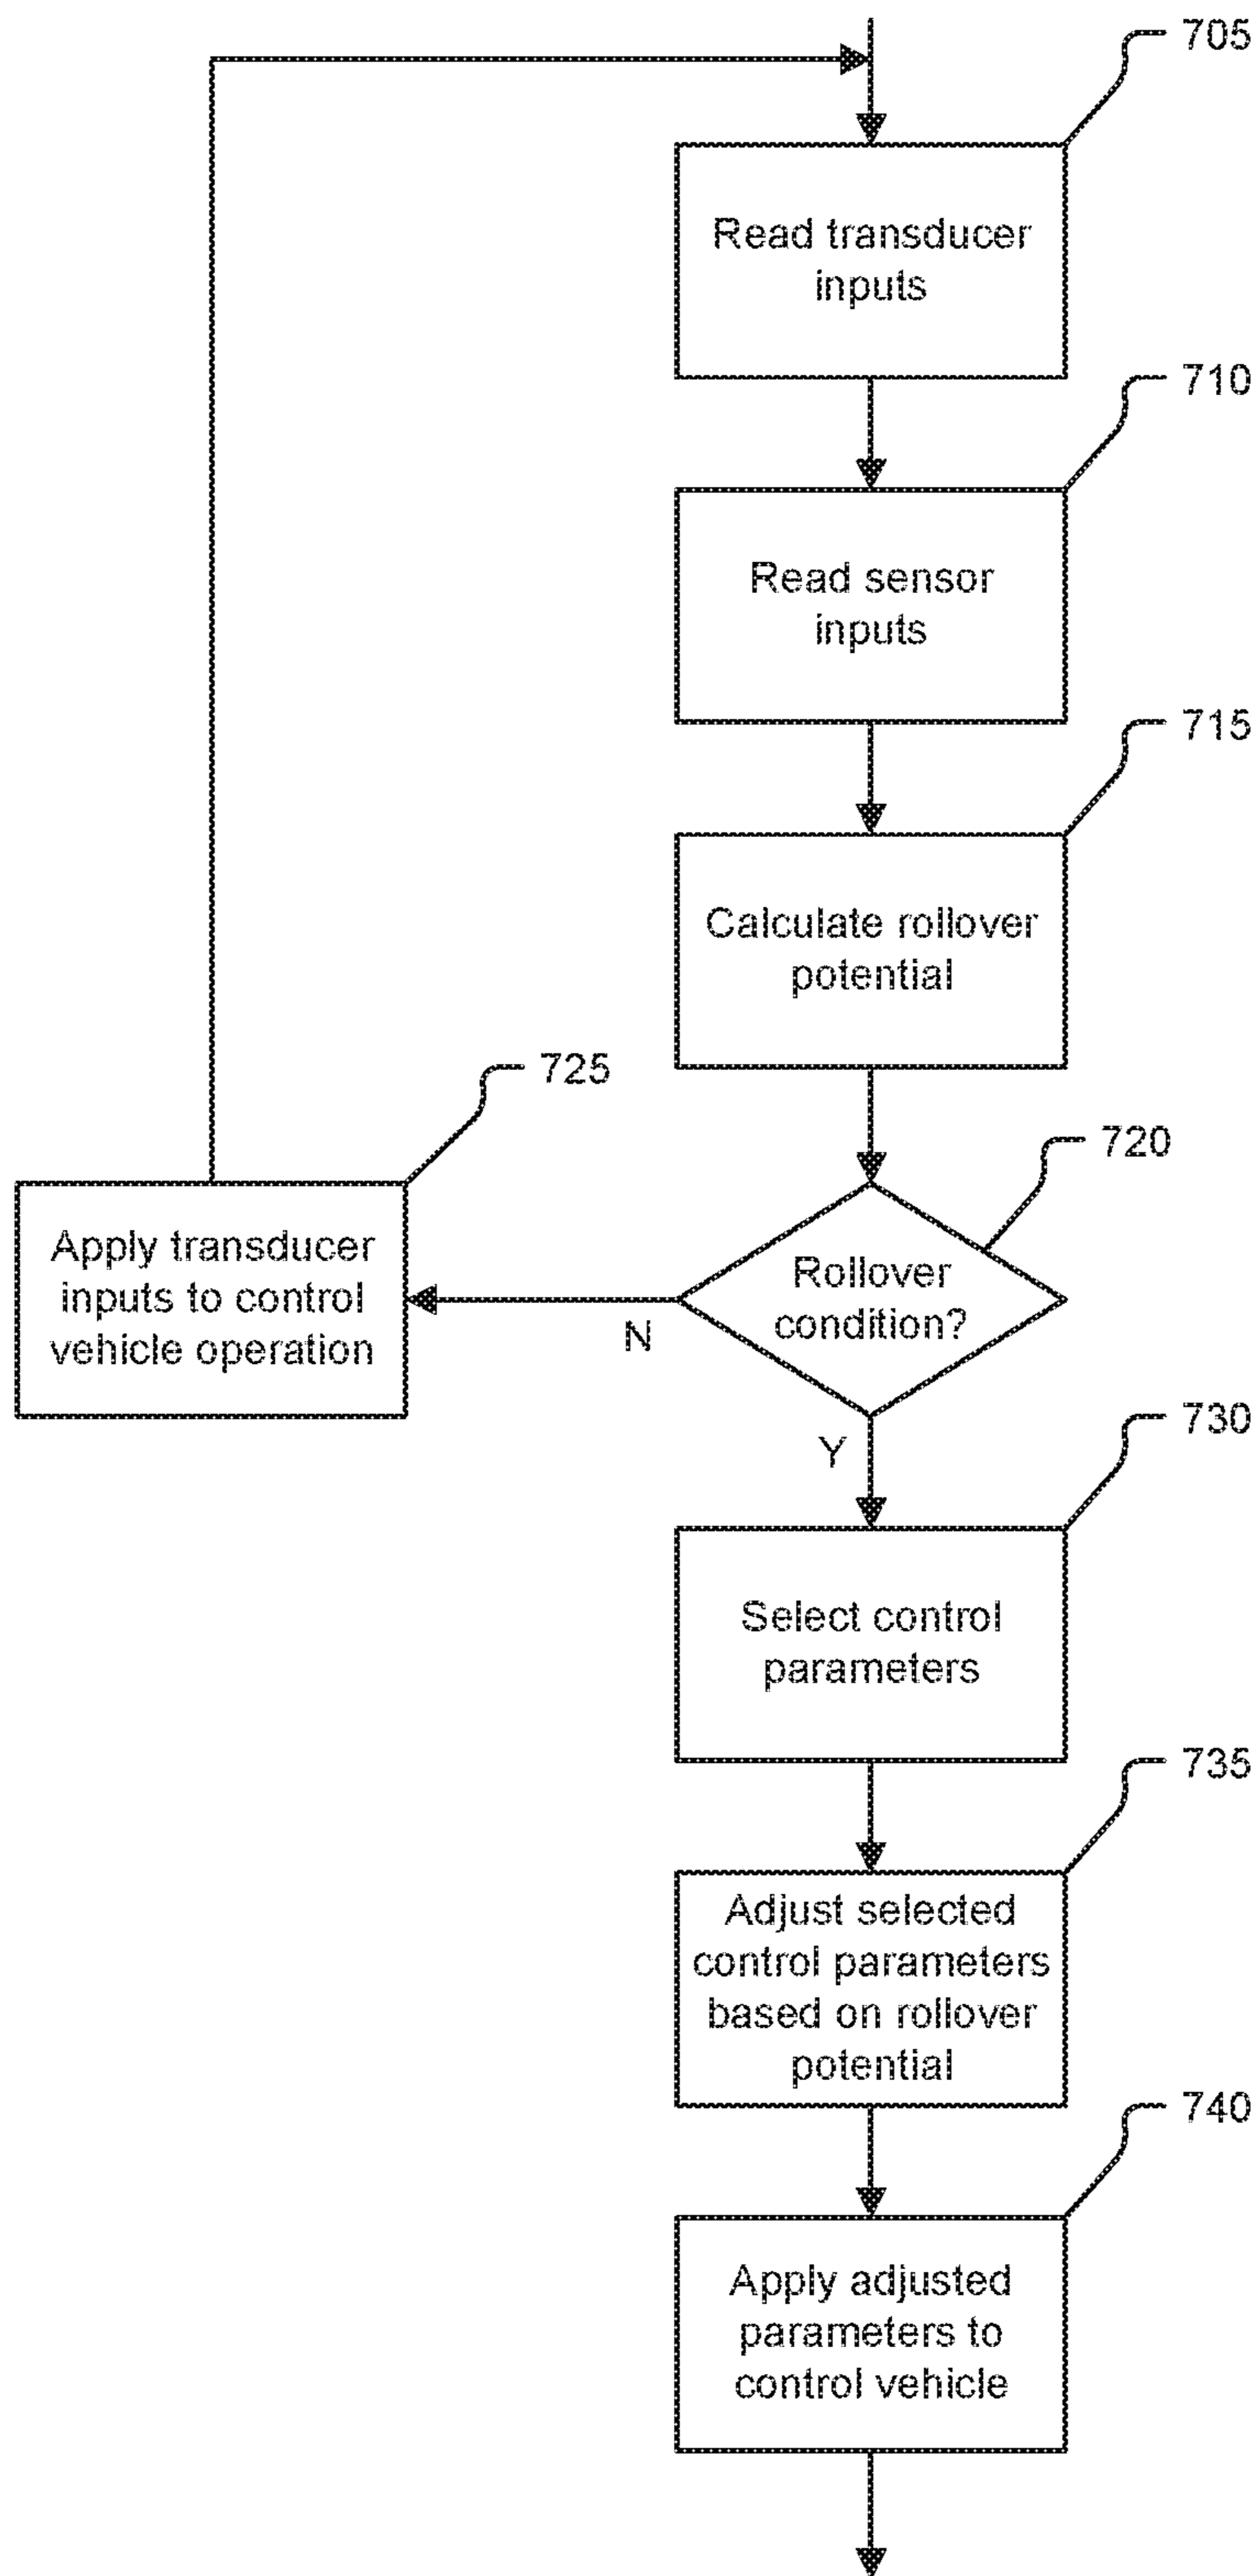 705
Read transducer
inputs
710
Read sensor
inputs
715
Calculate rollover
potential
725
720
Apply transducer
inputs to control
vehicle operation
Rollover
condition?
N
Y
730
Select control
parameters
735
Adjust selected
control parameters
based on rollover
potential
740
Apply adjusted
parameters to
control vehicle